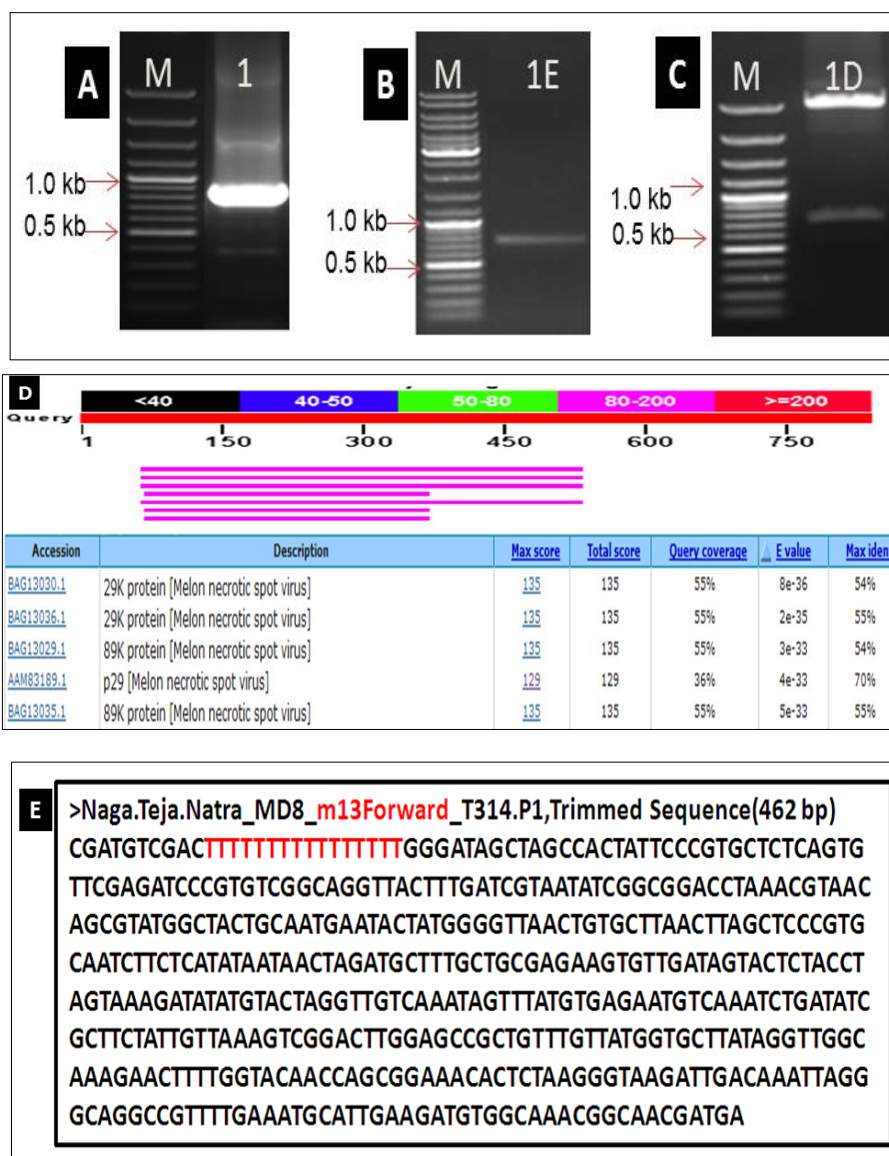 A
M
1
1.0 kb
0.5 kb
B
M
1E
1.0 kb
0.5 kb
C
M
1D
1.0 kb
0.5 kb
D
<40 40-50 50-80 80-200 >=200
Query
1 150 300 450 600 750
Accession Description Max score Total score Query coverage E value Max iden
BAG13030.1 29K protein [Melon necrotic spot virus] 135 135 55% 8e-36 54%
BAG13036.1 29K protein [Melon necrotic spot virus] 135 135 55% 2e-35 55%
BAG13029.1 89K protein [Melon necrotic spot virus] 135 135 55% 3e-33 54%
AAM83189.1 p29 [Melon necrotic spot virus] 129 129 36% 4e-33 70%
BAG13035.1 89K protein [Melon necrotic spot virus] 135 135 55% 5e-33 55%
E
>Naga.Teja.Natra_MD8_m13Forward_T314.P1,Trimmed Sequence(462 bp)
CGATGTCGACTTTTTTTTTTTTTTTTGGGATAGCTAGCCACTATTCCCGTGCTCTCAGTG
TTCGAGATCCCGTGTCGGCAGGTTACTTTGATCGTAATATCGGCGGACCTAAACGTAAC
AGCGTATGGCTACTGCAATGAATACTATGGGGTTAACTGTGCTTAACTTAGCTCCCGTG
CAATCTTCTCATATAATAACTAGATGCTTTGCTGCGAGAAGTGTTGATAGTACTCTACCT
AGTAAAGATATATGTACTAGGTTGTCAAATAGTTTATGTGAGAATGTCAAATCTGATATC
GCTTCTATTGTTAAAGTCGGACTTGGAGCCGCTGTTTGTTATGGTGCTTATAGGTTGGC
AAAGAACTTTTGGTACAACCAGCGGAAACACTCTAAGGGTAAGATTGACAAATTAGG
GCAGGCCGTTTTGAAATGCATTGAAGATGTGGCAAACGGCAACGATGA